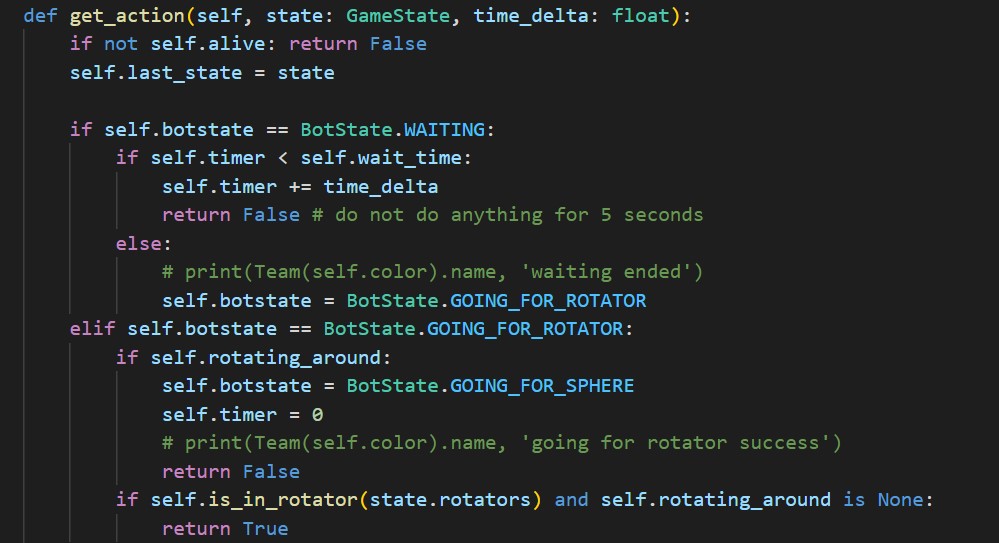 def get_action(self, state: GameState, time_delta: float):
    if not self.alive: return False
    self.last_state = state

    if self.botstate == BotState.WAITING:
        if self.timer < self.wait_time:
            self.timer += time_delta
            return False # do not do anything for 5 seconds
        else:
            # print(Team(self.color).name, 'waiting ended')
            self.botstate = BotState.GOING_FOR_ROTATOR
    elif self.botstate == BotState.GOING_FOR_ROTATOR:
        if self.rotating_around:
            self.botstate = BotState.GOING_FOR_SPHERE
            self.timer = 0
            # print(Team(self.color).name, 'going for rotator success')
            return False
        if self.is_in_rotator(state.rotators) and self.rotating_around is None:
            return True